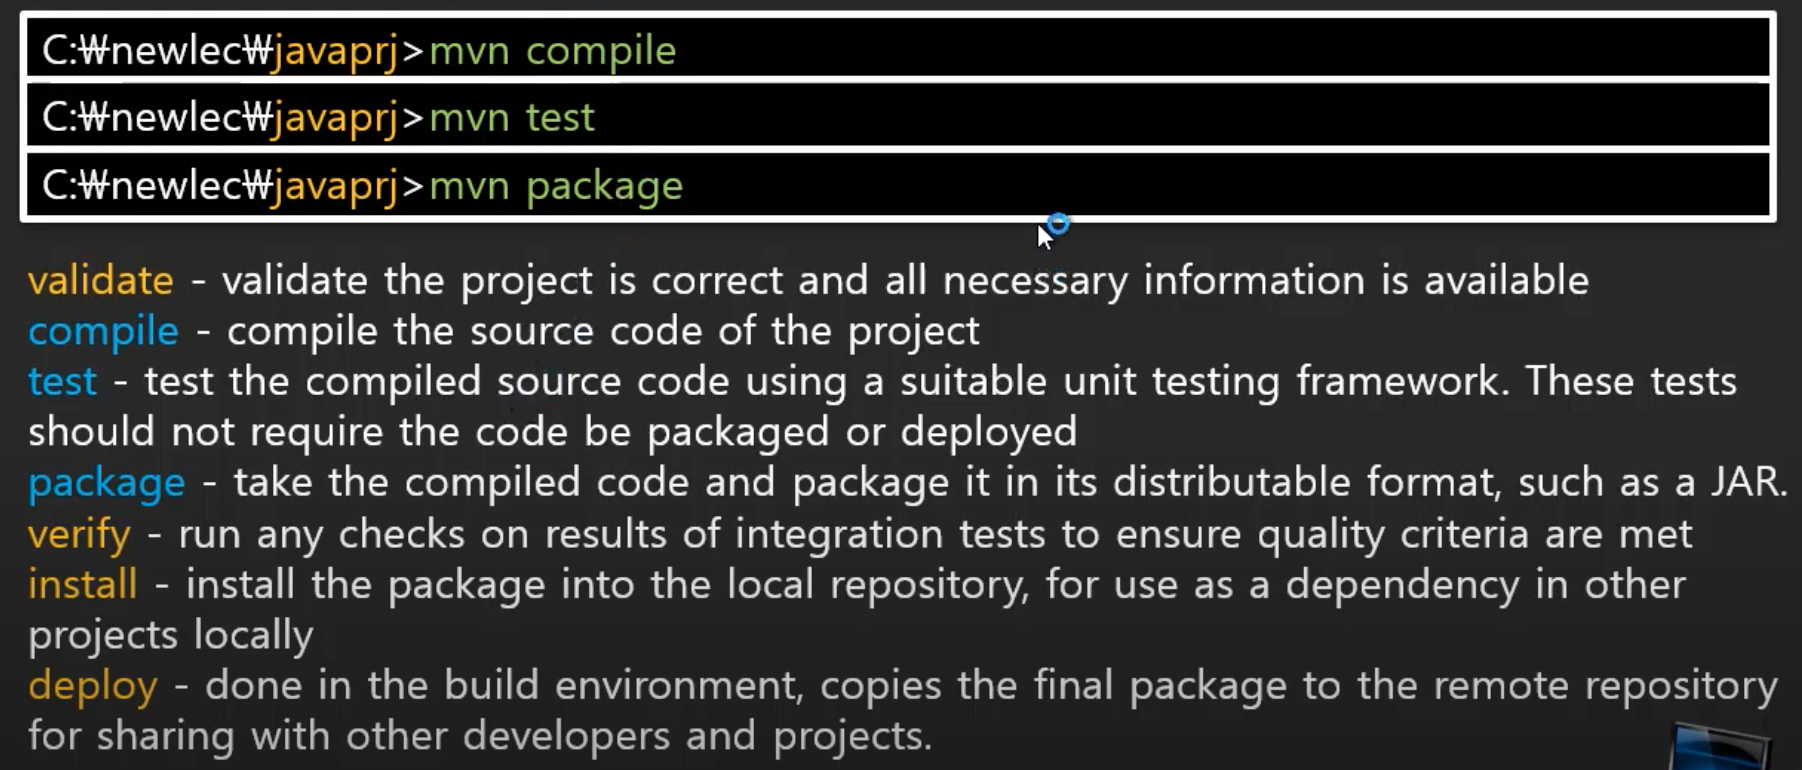 C:₩newlec₩javaprj>mvn compile
C:₩newlec₩javaprj>mvn test
C:₩newlec₩javaprj>mvn package
validate - validate the project is correct and all necessary information is available
compile - compile the source code of the project
test - test the compiled source code using a suitable unit testing framework. These tests
should not require the code be packaged or deployed
package - take the compiled code and package it in its distributable format, such as a JAR.
verify - run any checks on results of integration tests to ensure quality criteria are met
install - install the package into the local repository, for use as a dependency in other
projects locally
deploy - done in the build environment, copies the final package to the remote repository
for sharing with other developers and projects.